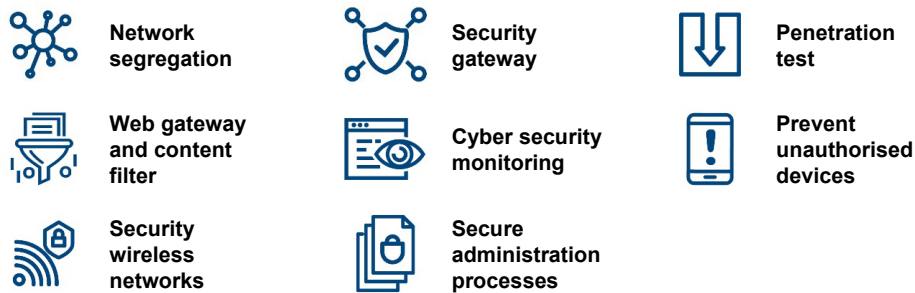 Network
segregation
Security
gateway
Penetration
test
Web gateway
and content
filter
Cyber security
monitoring
Prevent
unauthorised
devices
Security
wireless
networks
Secure
administration
processes